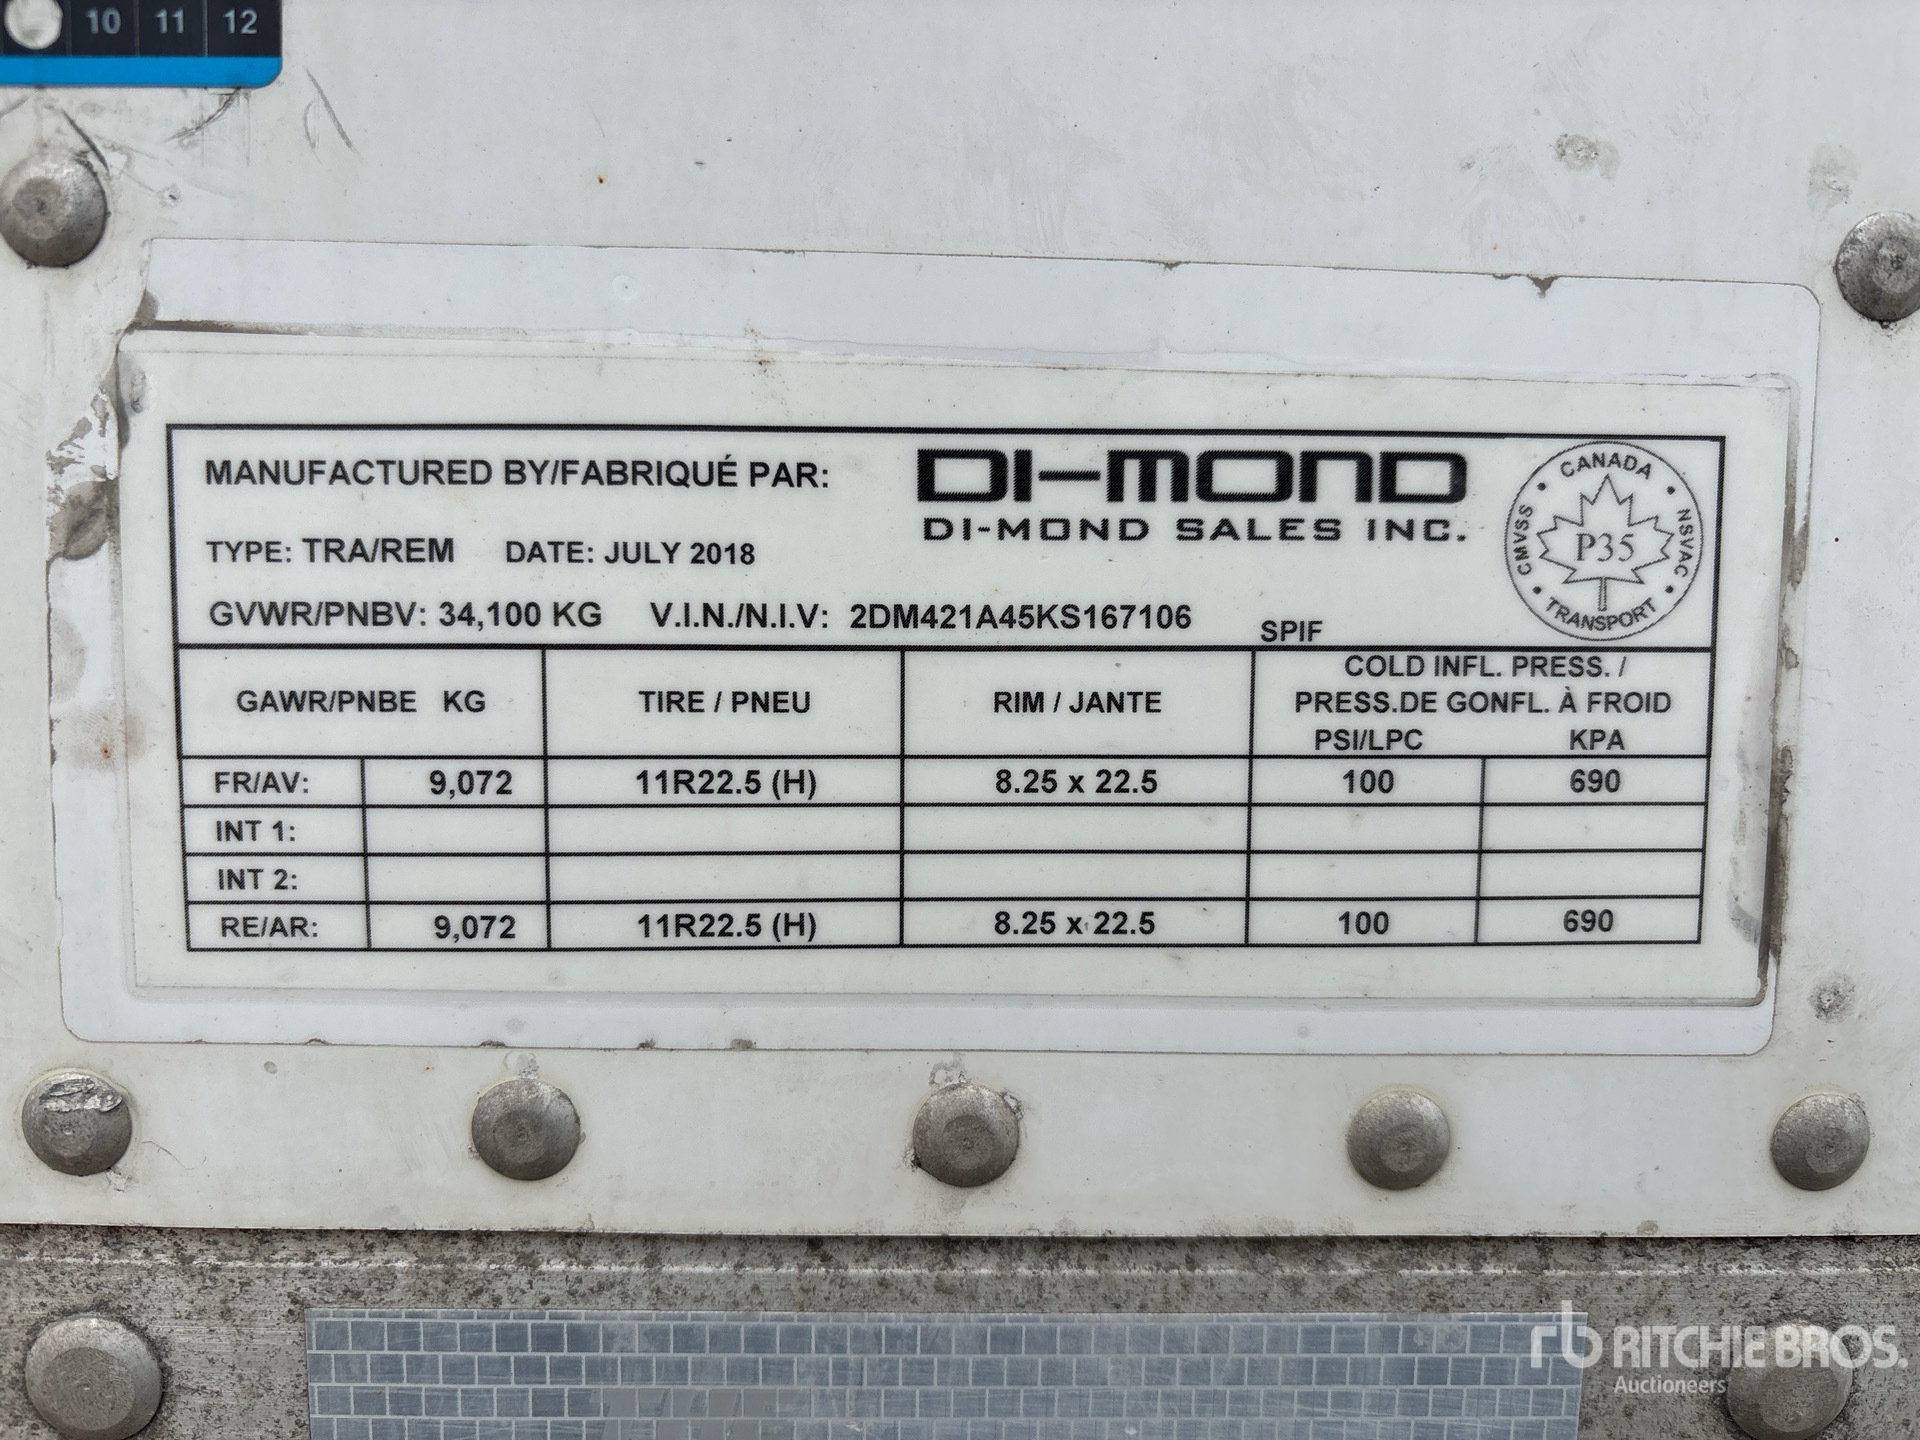 10 11 12
MANUFACTURED BY/FABRIQUÉ PAR: DI-MOND
DI-MOND SALES INC.
TYPE: TRA/REM DATE: JULY 2018
GVWR/PNBV: 34,100 KG V.I.N./N.I.V: 2DM421A45KS167106 SPIF
CANADA
CMVSS P35 NSVAC
TRANSPORT
GAWR/PNBE KG TIRE / PNEU RIM / JANTE COLD INFL. PRESS. /
PRESS.DE GONFL. À FROID
PSI/LPC KPA
FR/AV: 9,072 11R22.5 (H) 8.25 x 22.5 100 690
INT 1:
INT 2:
RE/AR: 9,072 11R22.5 (H) 8.25 x 22.5 100 690
rb RITCHIE BROS.
Auctioneers